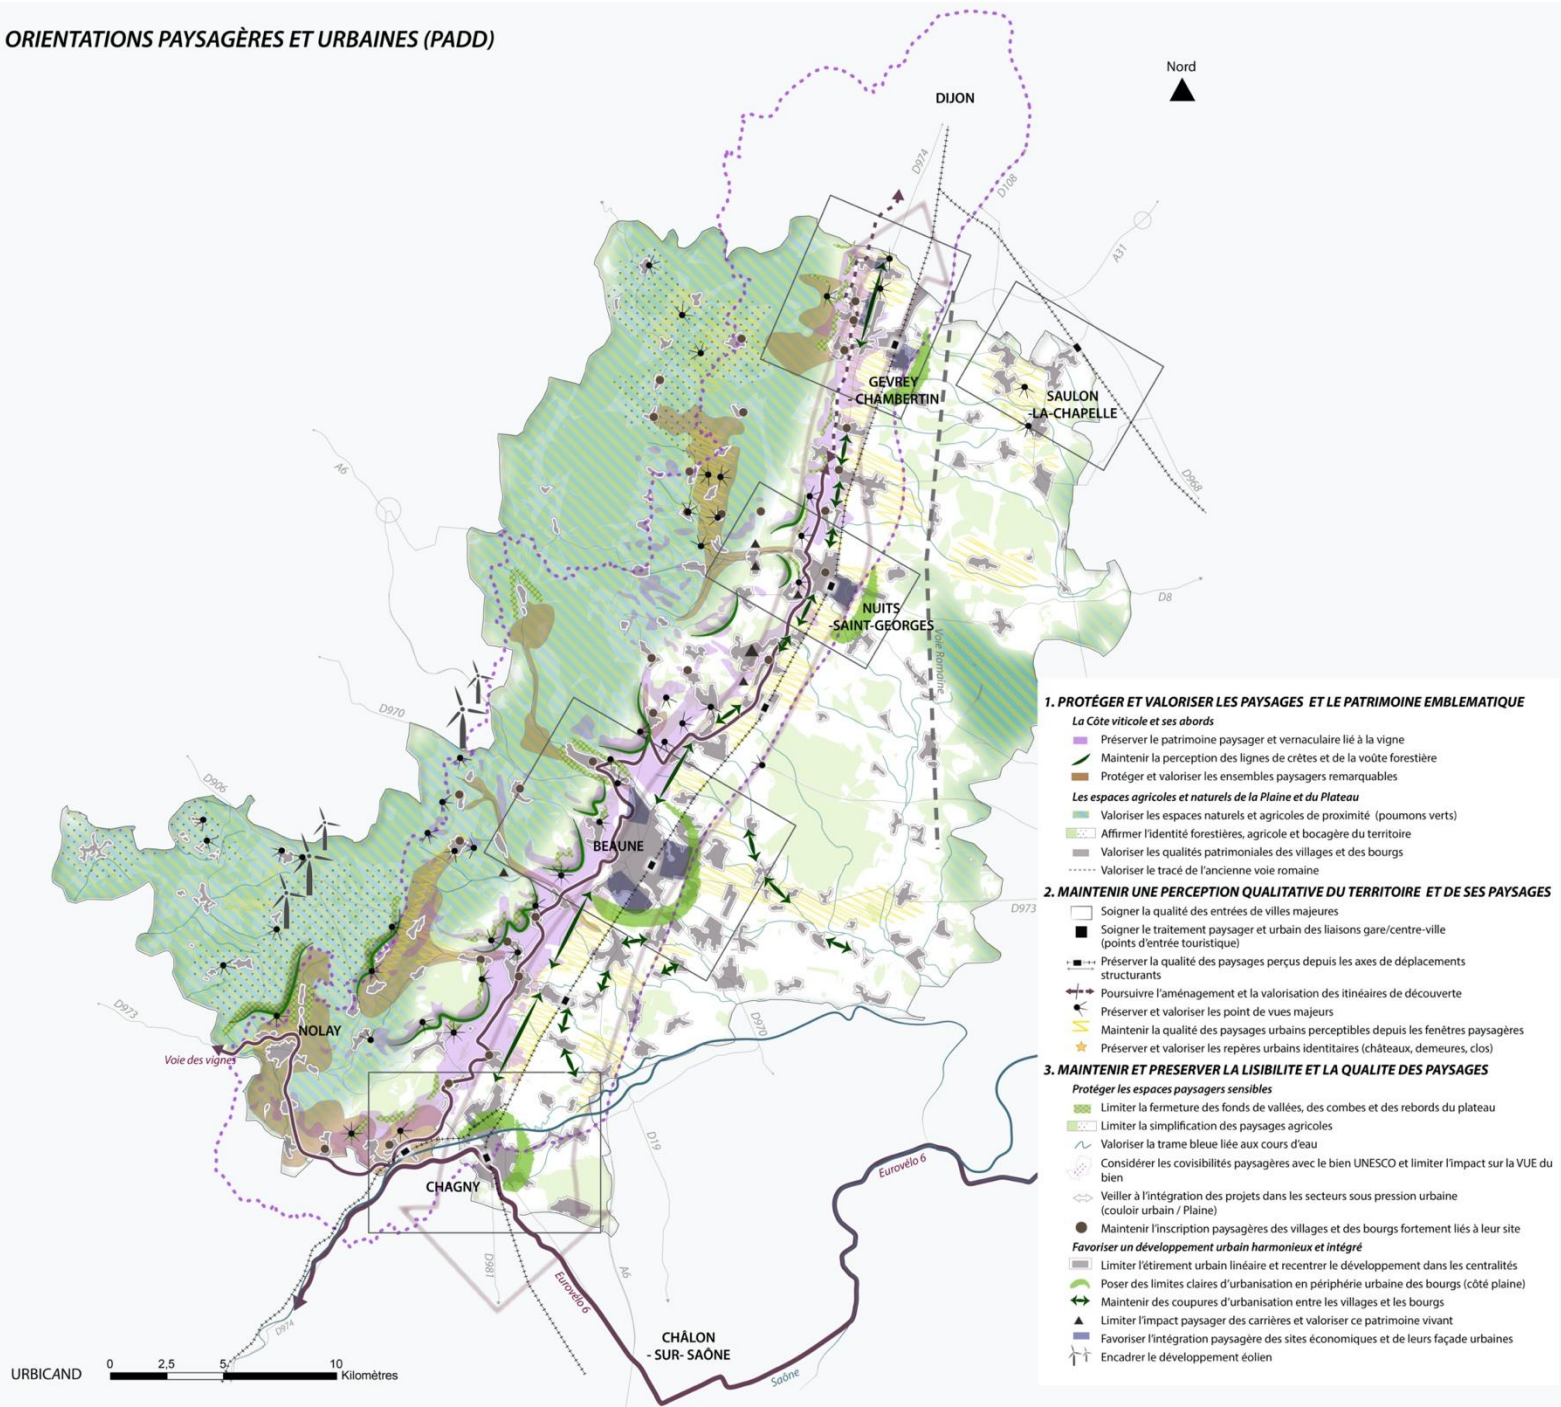 ORIENTATIONS PAYSAGÈRES ET URBAINES (PADD)
Nord
DIJON
D974
D108
A31
GEVREY
- CHAMBERTIN
SAULON
-LA-CHAPELLE
A6
D968
D8
NUITS
-SAINT-GEORGES
Voie Romaine
D970
D906
BEAUNE
D973
D973
NOLAY
Voie des vignes
D970
D19
CHAGNY
Eurovélo 6
D981
A6
Eurovélo 6
D974
CHÂLON
- SUR- SAÔNE
Saône
URBICAND
0 2,5 5 10
Kilomètres
1. PROTÉGER ET VALORISER LES PAYSAGES ET LE PATRIMOINE EMBLEMATIQUE
La Côte viticole et ses abords
Préserver le patrimoine paysager et vernaculaire lié à la vigne
Maintenir la perception des lignes de crêtes et de la voûte forestière
Protéger et valoriser les ensembles paysagers remarquables
Les espaces agricoles et naturels de la Plaine et du Plateau
Valoriser les espaces naturels et agricoles de proximité (poumons verts)
Affirmer l'identité forestières, agricole et bocagère du territoire
Valoriser les qualités patrimoniales des villages et des bourgs
Valoriser le tracé de l'ancienne voie romaine
2. MAINTENIR UNE PERCEPTION QUALITATIVE DU TERRITOIRE ET DE SES PAYSAGES
Soigner la qualité des entrées de villes majeures
Soigner le traitement paysager et urbain des liaisons gare/centre-ville
(points d'entrée touristique)
Préserver la qualité des paysages perçus depuis les axes de déplacements
structurants
Poursuivre l'aménagement et la valorisation des itinéaires de découverte
Préserver et valoriser les point de vues majeurs
Maintenir la qualité des paysages urbains perceptibles depuis les fenêtres paysagères
Préserver et valoriser les repères urbains identitaires (châteaux, demeures, clos)
3. MAINTENIR ET PRESERVER LA LISIBILITE ET LA QUALITE DES PAYSAGES
Protéger les espaces paysagers sensibles
Limiter la fermeture des fonds de vallées, des combes et des rebords du plateau
Limiter la simplification des paysages agricoles
Valoriser la trame bleue liée aux cours d'eau
Considérer les covisibilités paysagères avec le bien UNESCO et limiter l'impact sur la VUE du
bien
Veiller à l'intégration des projets dans les secteurs sous pression urbaine
(couloir urbain / Plaine)
Maintenir l'inscription paysagères des villages et des bourgs fortement liés à leur site
Favoriser un développement urbain harmonieux et intégré
Limiter l'étirement urbain linéaire et recentrer le développement dans les centralités
Poser des limites claires d'urbanisation en périphérie urbaine des bourgs (côté plaine)
Maintenir des coupures d'urbanisation entre les villages et les bourgs
Limiter l'impact paysager des carrières et valoriser ce patrimoine vivant
Favoriser l'intégration paysagère des sites économiques et de leurs façade urbaines
Encadrer le développement éolien